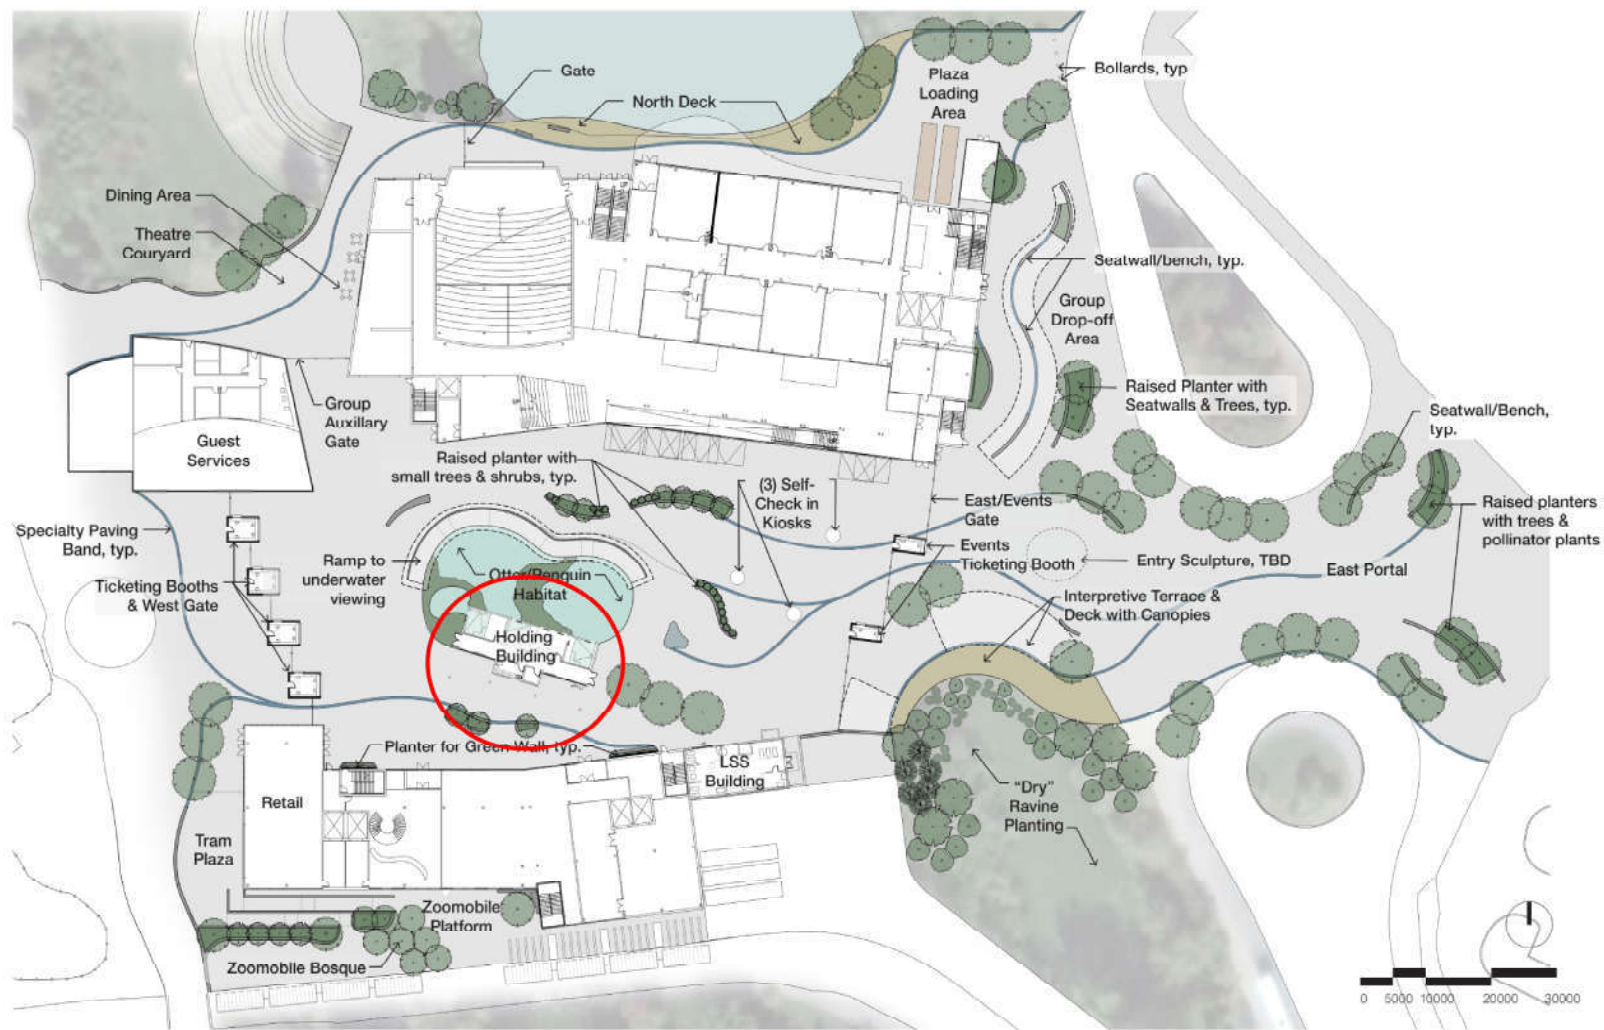 Gate
North Deck
Plaza
Loading
Area
Bollards, typ
Dining Area
Theatre
Couryard
Seatwall/bench, typ.
Group
Drop-off
Area
Raised Planter with
Seatwalls & Trees, typ.
Seatwall/Bench,
typ.
Group
Auxillary
Gate
Guest
Services
Raised planter with
small trees & shrubs, typ.
(3) Self-
Check in
Kiosks
East/Events
Gate
Raised planters
with trees &
pollinator plants
Specialty Paving
Band, typ.
Events
Ticketing Booth
Entry Sculpture, TBD
East Portal
Ramp to
underwater
viewing
Otter/Penguin
Habitat
Ticketing Booths
& West Gate
Interpretive Terrace &
Deck with Canopies
Holding
Building
Planter for Green Wall, typ.
LSS
Building
Retail
"Dry"
Ravine
Planting
Tram
Plaza
Zoomobile
Platform
Zoomobile Bosque
0 5000 10000 20000 30000